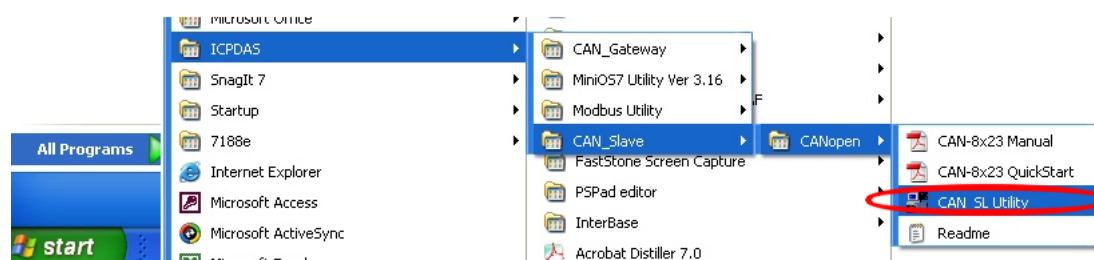 Microsoft Office
ICPDAS
SnagIt 7
Startup
7188e
Internet Explorer
Microsoft Access
Microsoft ActiveSync
All Programs
start
CAN_Gateway
MiniOS7 Utility Ver 3.16
Modbus Utility
CAN_Slave
FastStone Screen Capture
PSPad editor
InterBase
Acrobat Distiller 7.0
CANopen
CAN-8x23 Manual
CAN-8x23 QuickStart
CAN_SL Utility
Readme